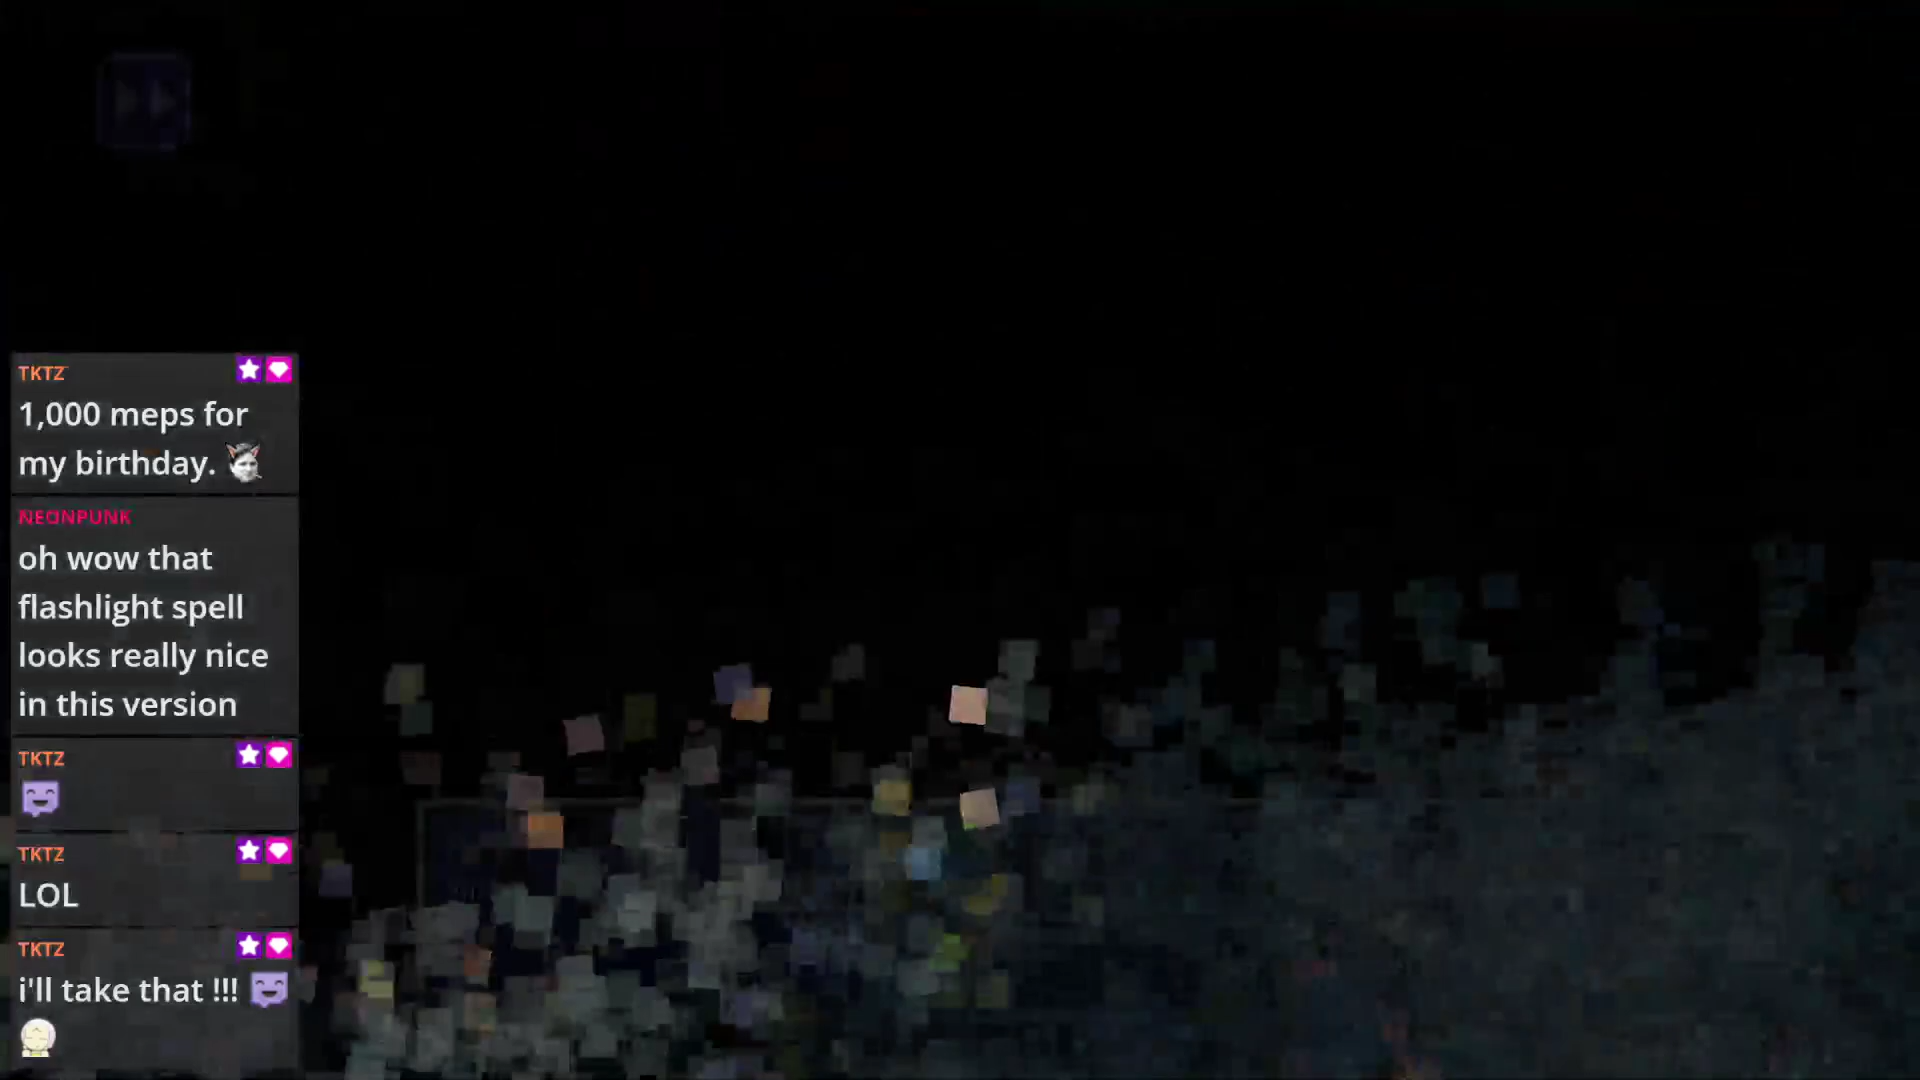 TKTZ
1,000 meps for
my birthday.
NEONPUNK
oh wow that
flashlight spell
looks really nice
in this version
TKTZ
TKTZ
LOL
TKTZ
i'll take that !!!